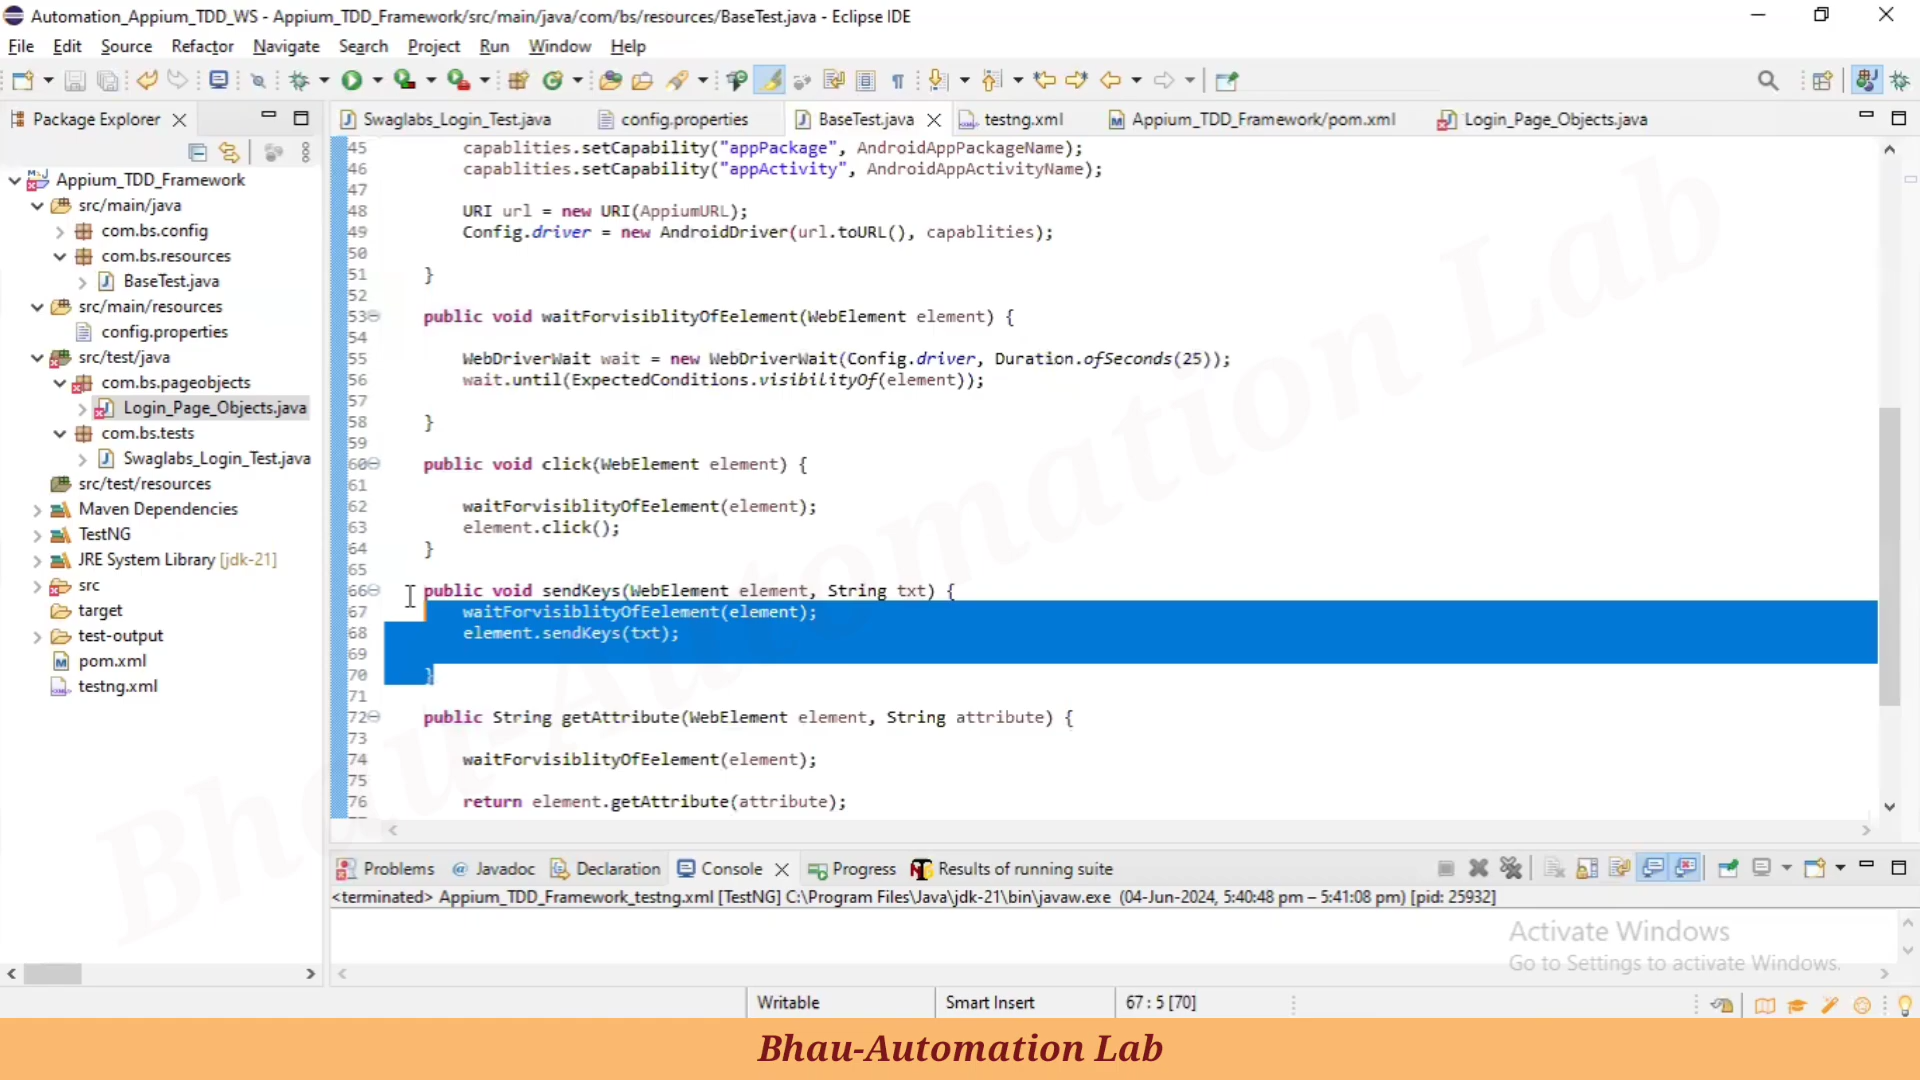 Automation_Appium_TDD_WS - Appium_TDD_Framework/src/main/java/com/bs/resources/BaseTest.java - Eclipse IDE
File Edit Source Refactor Navigate Search Project Run Window Help
Package Explorer
Swaglabs_Login_Test.java config.properties BaseTest.java testng.xml Appium_TDD_Framework/pom.xml Login_Page_Objects.java
Appium_TDD_Framework
src/main/java
com.bs.config
com.bs.resources
BaseTest.java
src/main/resources
config.properties
src/test/java
com.bs.pageobjects
Login_Page_Objects.java
com.bs.tests
Swaglabs_Login_Test.java
src/test/resources
Maven Dependencies
TestNG
JRE System Library [jdk-21]
src
target
test-output
pom.xml
testng.xml
45 capablities.setCapability("appPackage", AndroidAppPackageName);
46 capablities.setCapability("appActivity", AndroidAppActivityName);
47
48 URI url = new URI(AppiumURL);
49 Config.driver = new AndroidDriver(url.toURL(), capablities);
50
51 }
52
53 public void waitForvisiblityOfEelement(WebElement element) {
54
55 WebDriverWait wait = new WebDriverWait(Config.driver, Duration.ofSeconds(25));
56 wait.until(ExpectedConditions.visibilityOf(element));
57
58 }
59
60 public void click(WebElement element) {
61
62 waitForvisiblityOfEelement(element);
63 element.click();
64 }
65
66 public void sendKeys(WebElement element, String txt) {
67 waitForvisiblityOfEelement(element);
68 element.sendKeys(txt);
69
70 }
71
72 public String getAttribute(WebElement element, String attribute) {
73
74 waitForvisiblityOfEelement(element);
75
76 return element.getAttribute(attribute);
Bhau-Automation Lab
Problems Javadoc Declaration Console Progress Results of running suite
<terminated> Appium_TDD_Framework_testng.xml [TestNG] C:\Program Files\Java\jdk-21\bin\javaw.exe (04-Jun-2024, 5:40:48 pm – 5:41:08 pm) [pid: 25932]
Activate Windows
Go to Settings to activate Windows.
Writable Smart Insert 67 : 5 [70]
Bhau-Automation Lab